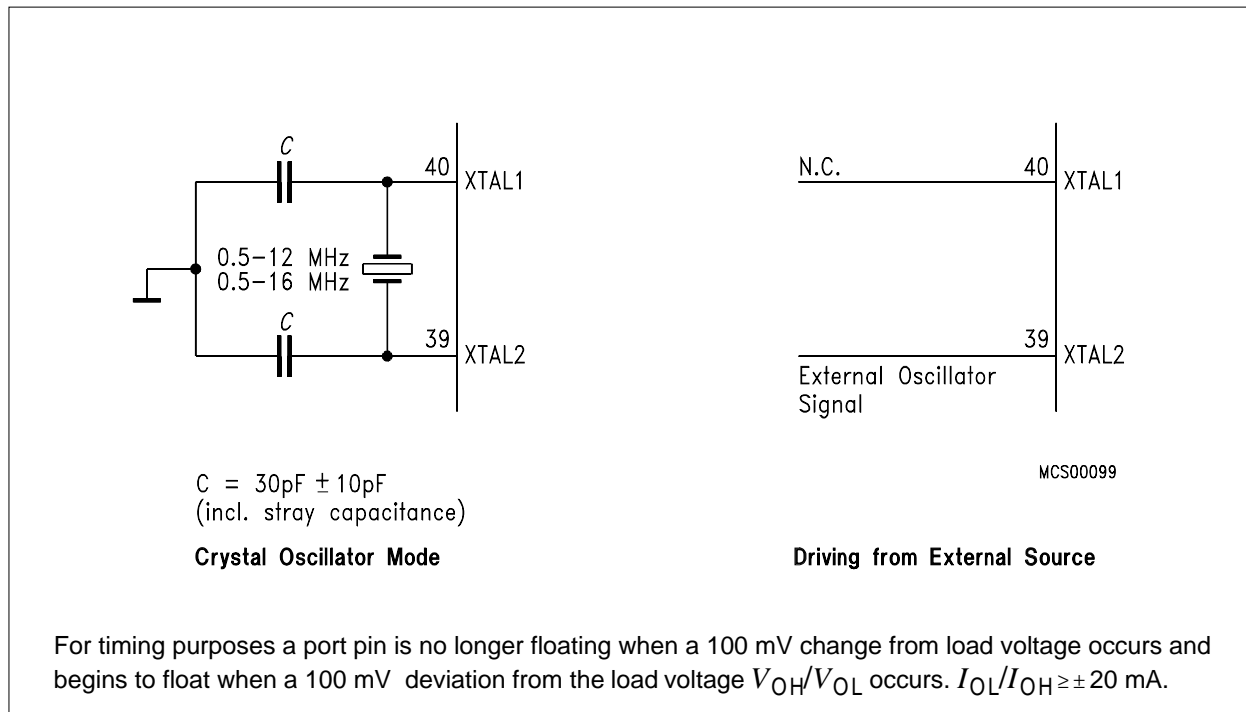 C
40
XTAL1
0.5–12 MHz
0.5–16 MHz
C
39
XTAL2
C = 30pF ± 10pF
(incl. stray capacitance)
Crystal Oscillator Mode
N.C.
40
XTAL1
39
XTAL2
External Oscillator
Signal
MCS00099
Driving from External Source
For timing purposes a port pin is no longer floating when a 100 mV change from load voltage occurs and
begins to float when a 100 mV deviation from the load voltage VOH/VOL occurs. IOL/IOH ≥ ± 20 mA.